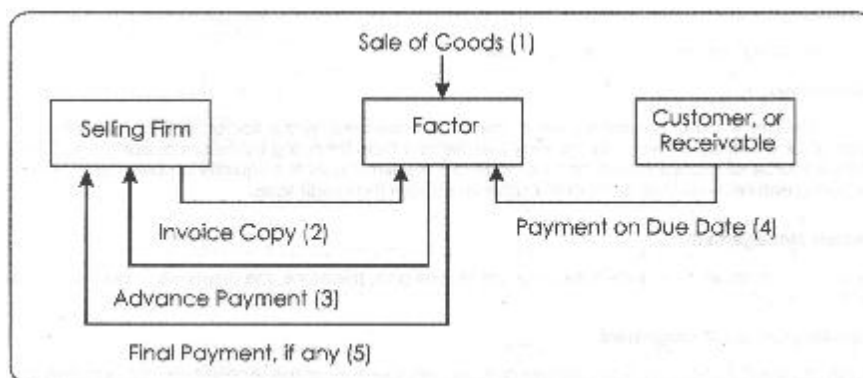 Sale of Goods (1)
Selling Firm
Factor
Customer, or
Receivable
Invoice Copy (2)
Payment on Due Date (4)
Advance Payment (3)
Final Payment, if any (5)